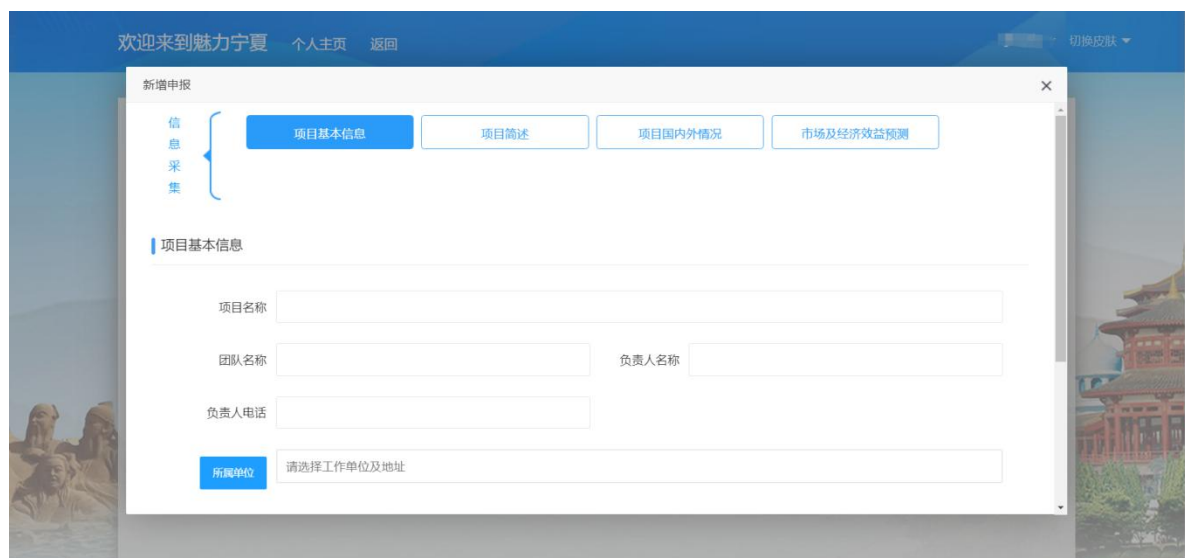 欢迎来到魅力宁夏 个人主页 返回 切换皮肤
新增申报
信息采集
项目基本信息 项目简述 项目国内外情况 市场及经济效益预测
项目基本信息
项目名称
团队名称 负责人名称
负责人电话
所属单位 请选择工作单位及地址